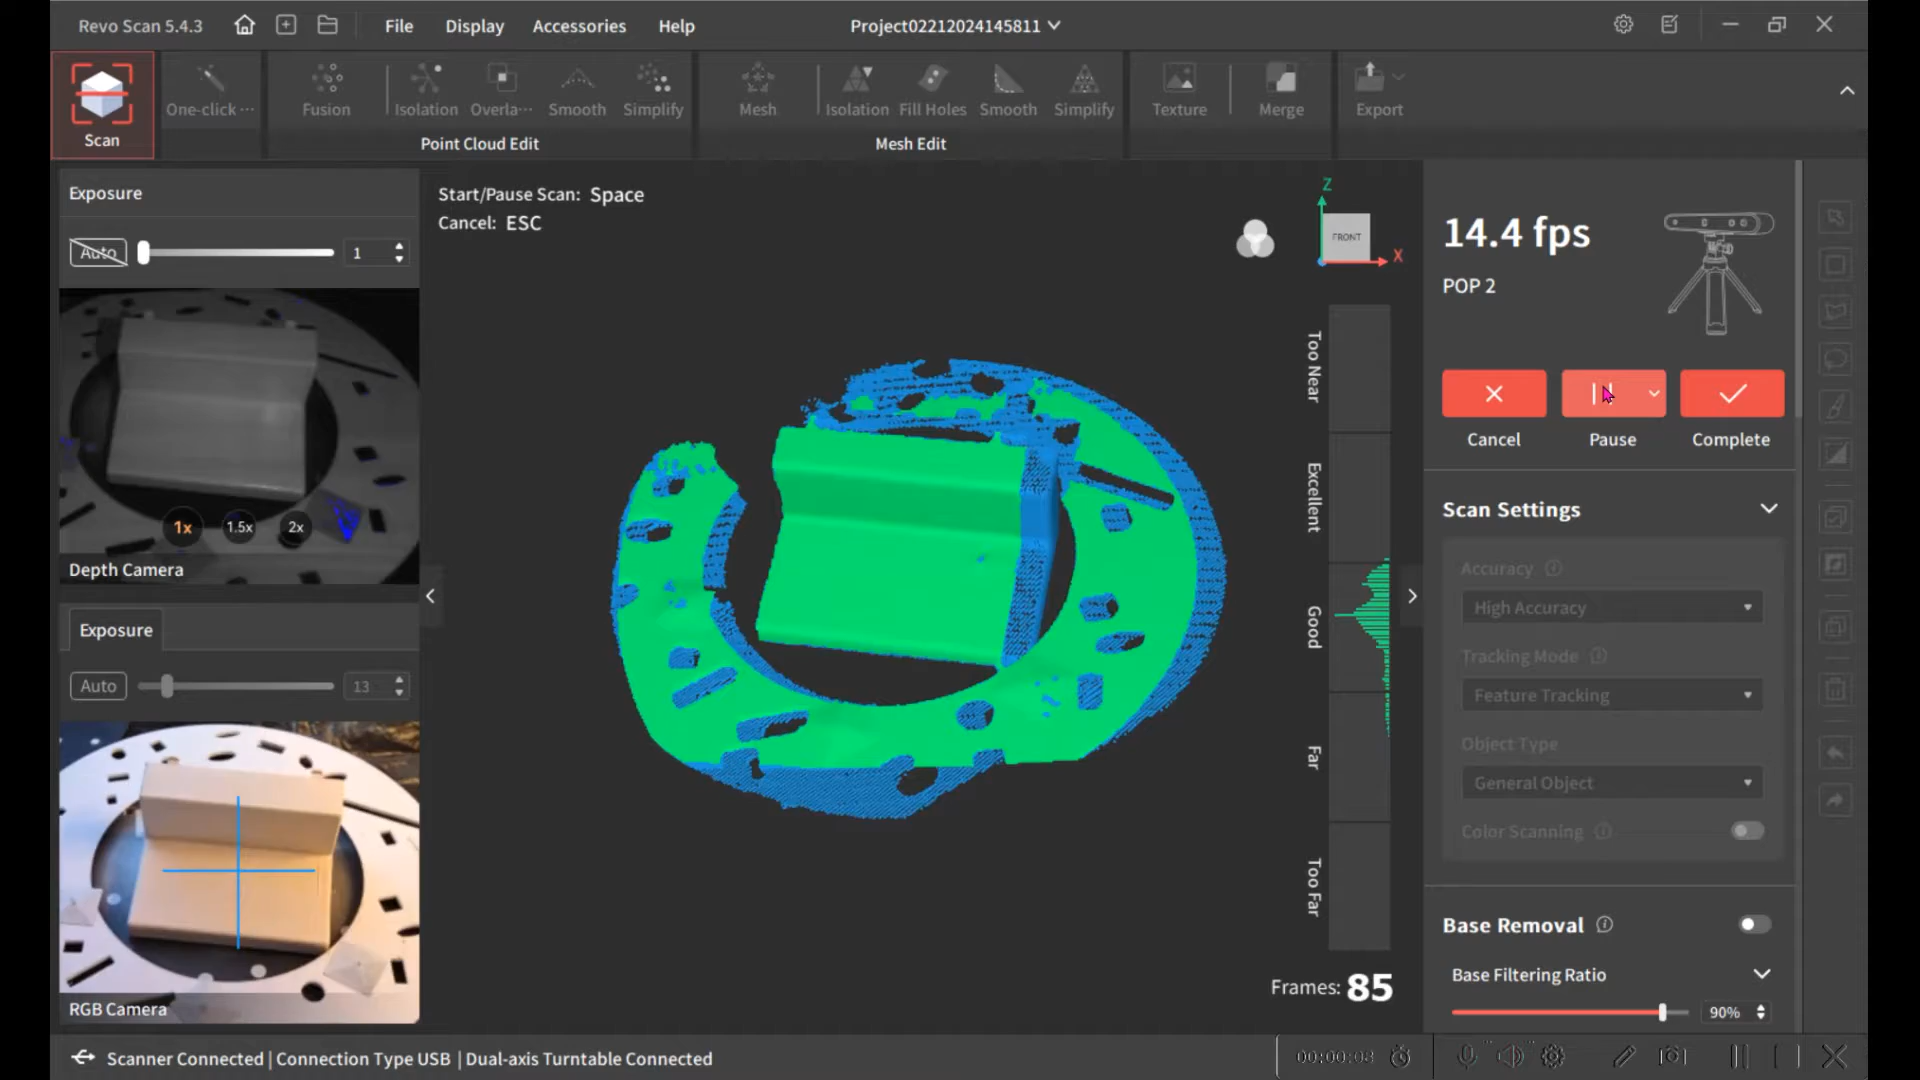 Revo Scan 5.4.3
File
Display
Accessories
Help
Project02212024145811
Scan
One-click ···
Fusion
Isolation
Overla···
Smooth
Simplify
Point Cloud Edit
Mesh
Isolation
Fill Holes
Smooth
Simplify
Mesh Edit
Texture
Merge
Export
Exposure
Auto
1
1x
1.5x
2x
Depth Camera
Exposure
Auto
13
RGB Camera
Start/Pause Scan: Space
Cancel: ESC
Z
FRONT
X
Too Near
Excellent
Good
Far
Too Far
Frames: 85
14.4 fps
POP 2
Cancel
Pause
Complete
Scan Settings
Accuracy
High Accuracy
Tracking Mode
Feature Tracking
Object Type
General Object
Color Scanning
Base Removal
Base Filtering Ratio
90%
Scanner Connected | Connection Type USB | Dual-axis Turntable Connected
00:00:08